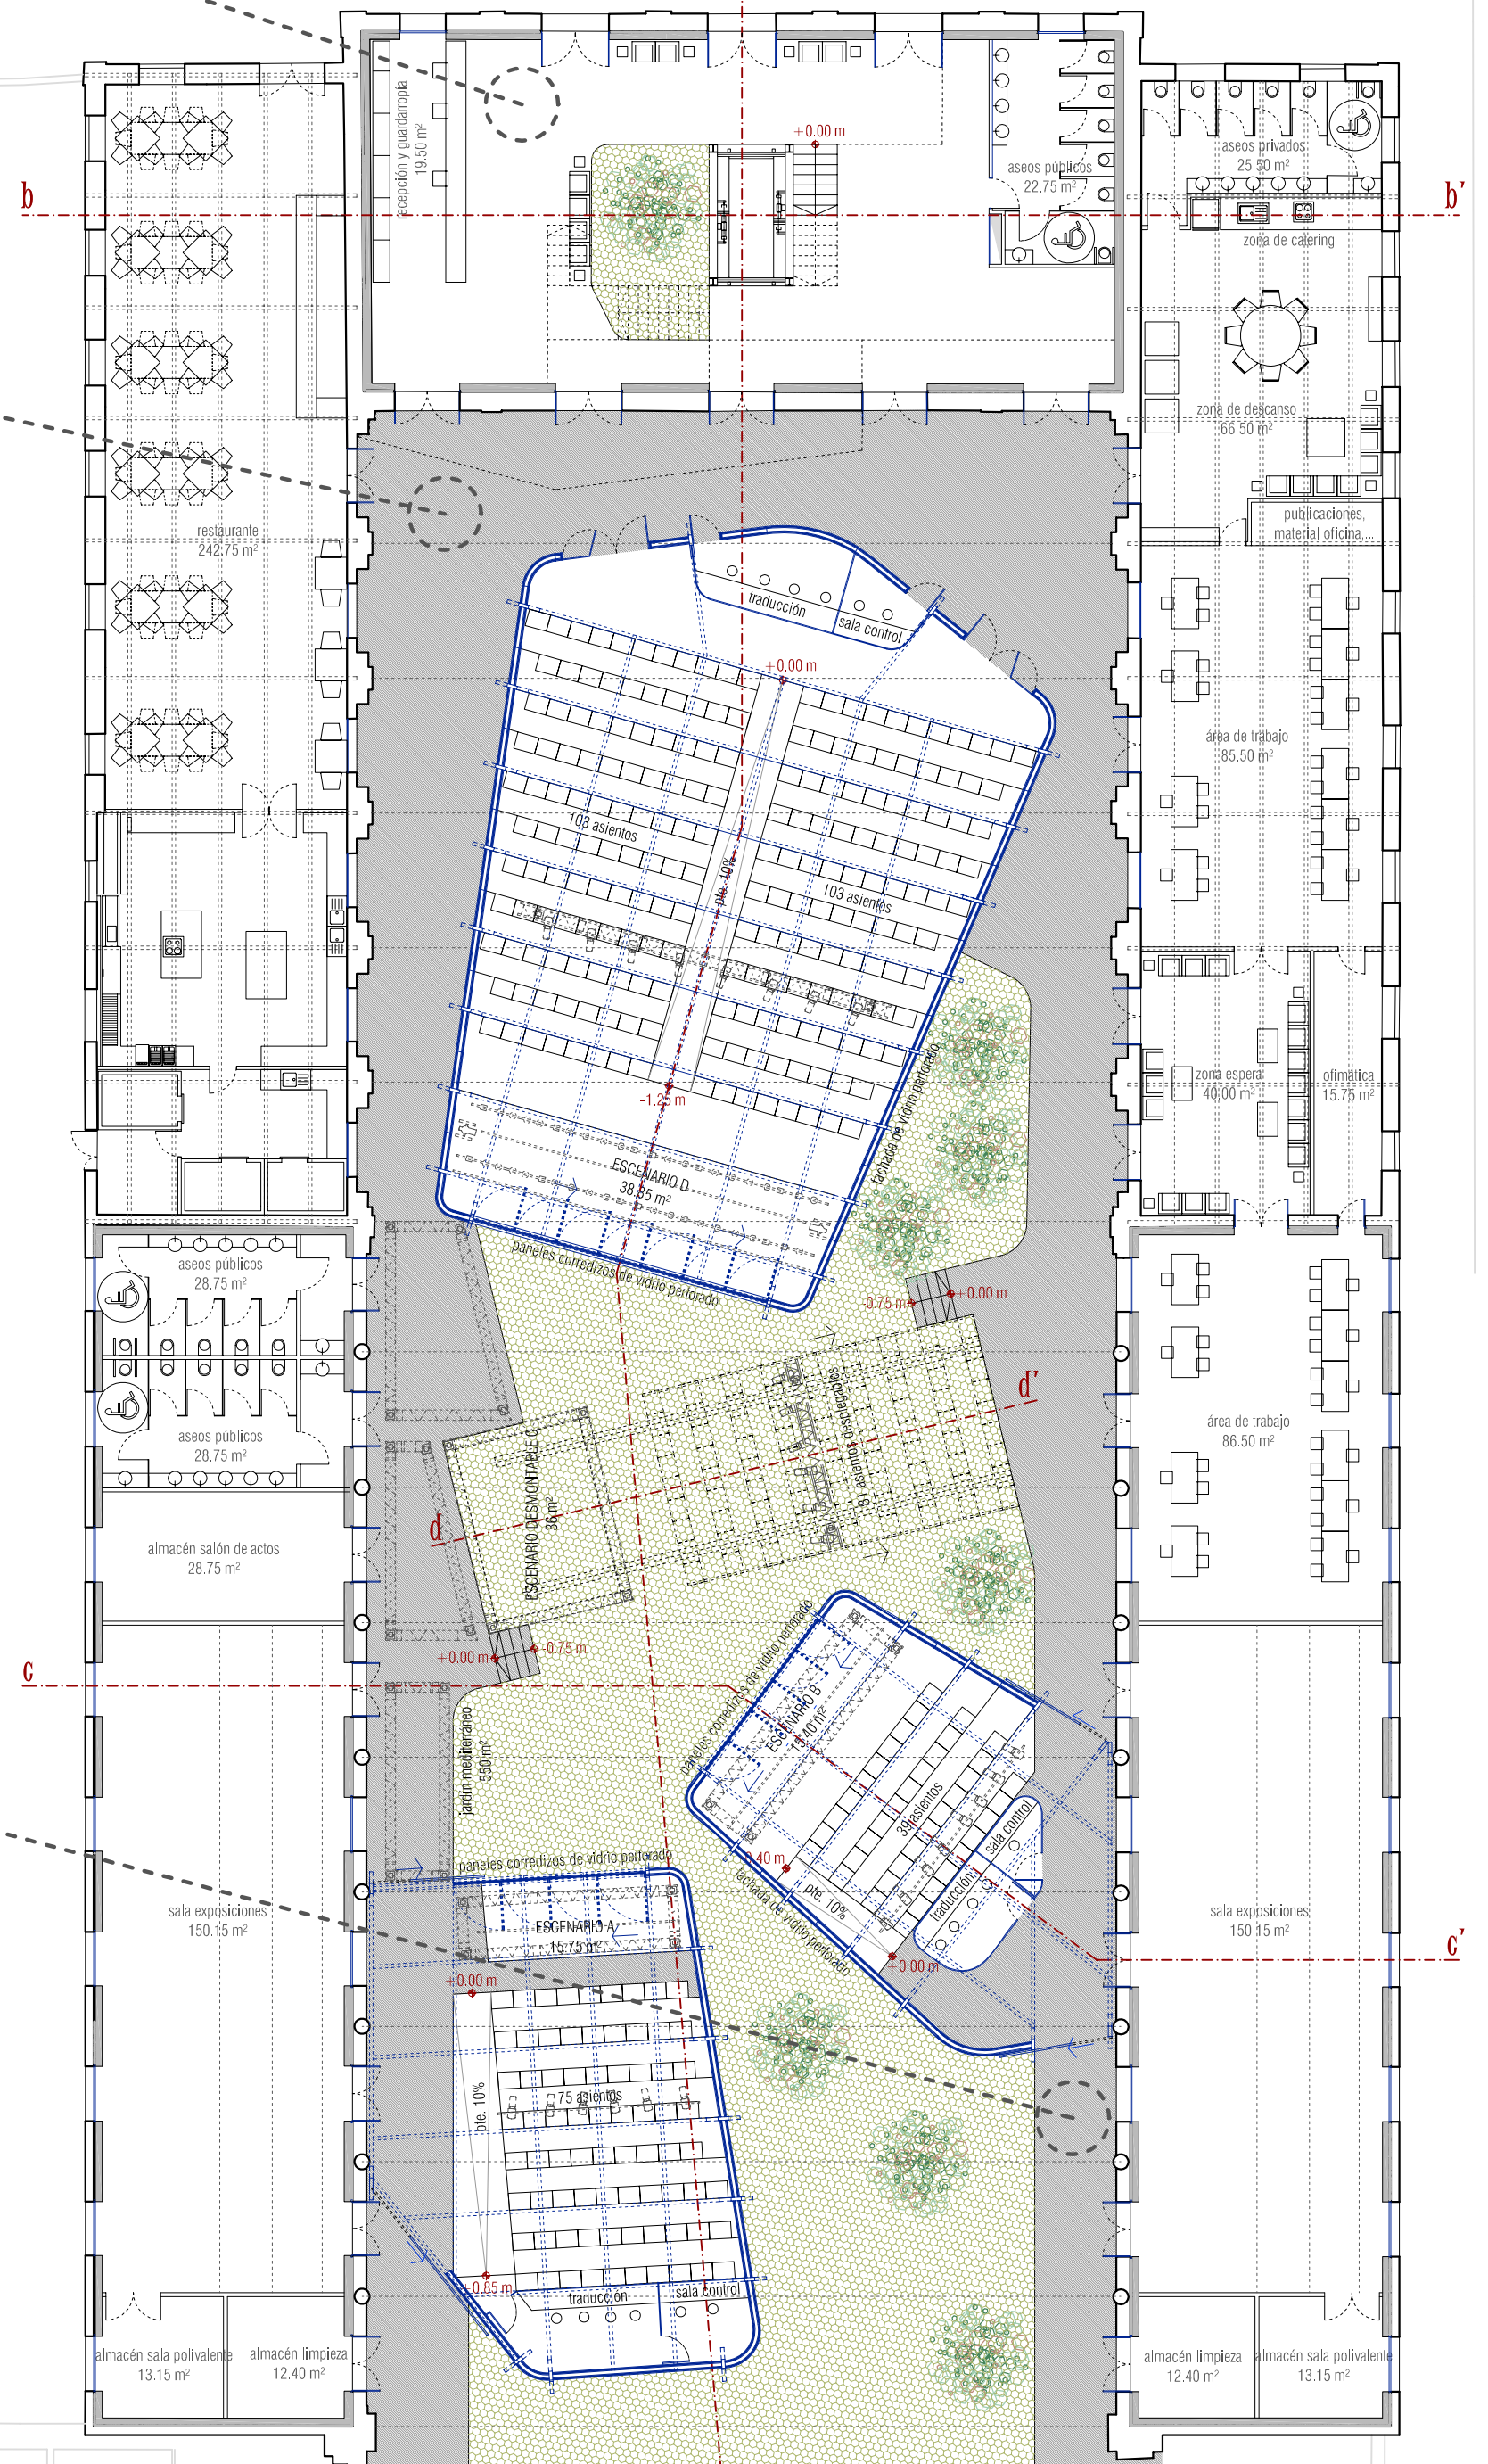 +0.00 m
recepción y guardarropía
19.50 m²
aseos públicos
22.75 m²
aseos privados
25.50 m²
b
b'
zona de catering
zona de descanso
66.50 m²
publicaciones,
material oficina,...
restaurante
242.75 m²
traducción
sala control
+0.00 m
área de trabajo
85.50 m²
103 asientos
pte. 10%
103 asientos
-1.25 m
fachada de vidrio perforado
zona espera
40.00 m²
ofimática
15.75 m²
ESCENARIO D
38.85 m²
paneles corredizos de vidrio perforado
aseos públicos
28.75 m²
-0.75 m
+0.00 m
d'
81 asientos desplegables
ESCENARIO DESMONTABLE C
36 m²
d
aseos públicos
28.75 m²
área de trabajo
86.50 m²
almacén salón de actos
28.75 m²
+0.00 m
-0.75 m
c
paneles corredizos de vidrio perforado
ESCENARIO B
15.40 m²
jardín mediterráneo
550 m²
39 asientos
sala control
traducción
0.40 m
pte. 10%
fachada de vidrio perforado
+0.00 m
paneles corredizos de vidrio perforado
sala exposiciones
150.15 m²
ESCENARIO A
15.75 m²
sala exposiciones
150.15 m²
c'
+0.00 m
75 asientos
pte. 10%
+0.85 m
traducción
sala control
almacén sala polivalente
13.15 m²
almacén limpieza
12.40 m²
almacén limpieza
12.40 m²
almacén sala polivalente
13.15 m²